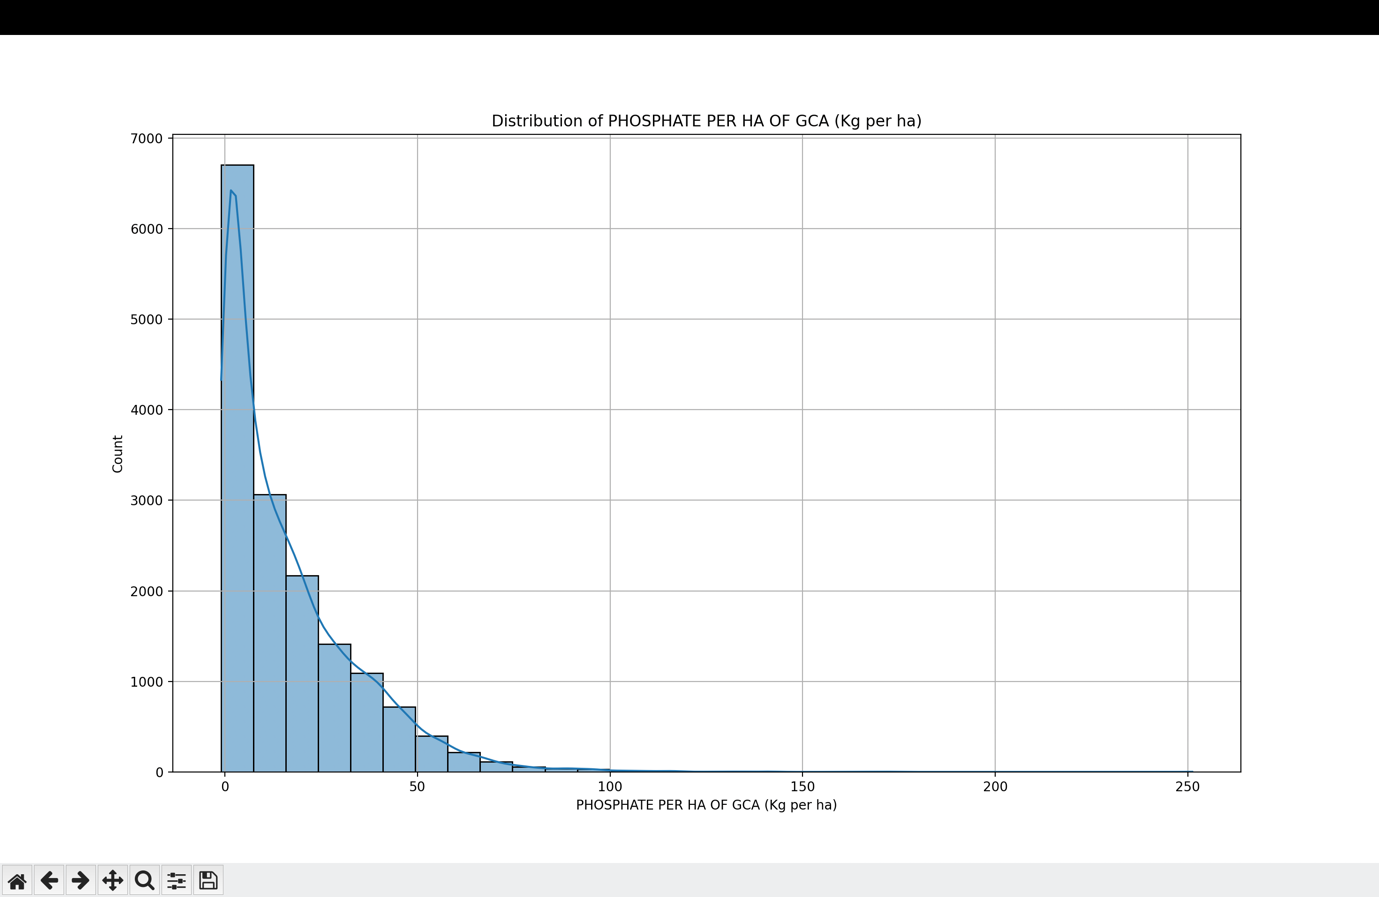 Distribution of PHOSPHATE PER HA OF GCA (Kg per ha)
7000
6000
5000
4000
3000
2000
1000
0
Count
0 50 100 150 200 250
PHOSPHATE PER HA OF GCA (Kg per ha)